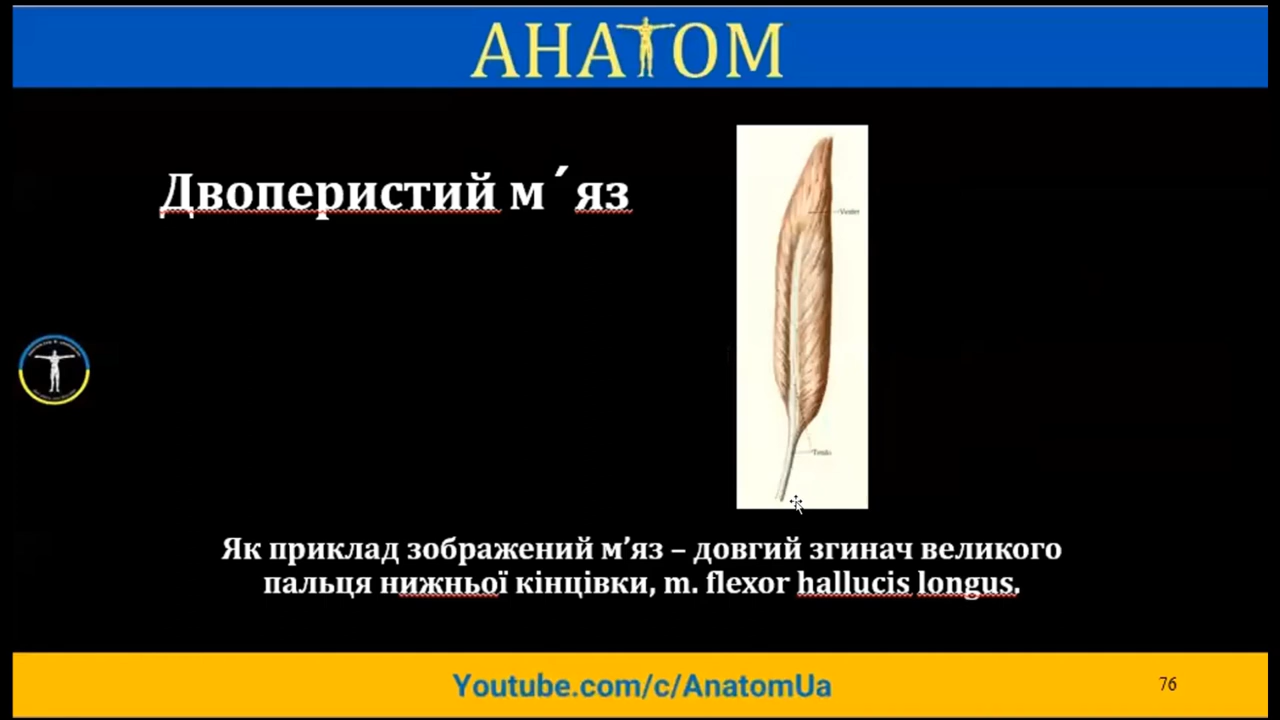 АНАТОМ
Двоперистий м´яз
Venter
Tendo
Як приклад зображений м’яз – довгий згинач великого
пальця нижньої кінцівки, m. flexor hallucis longus.
Youtube.com/c/AnatomUa
76